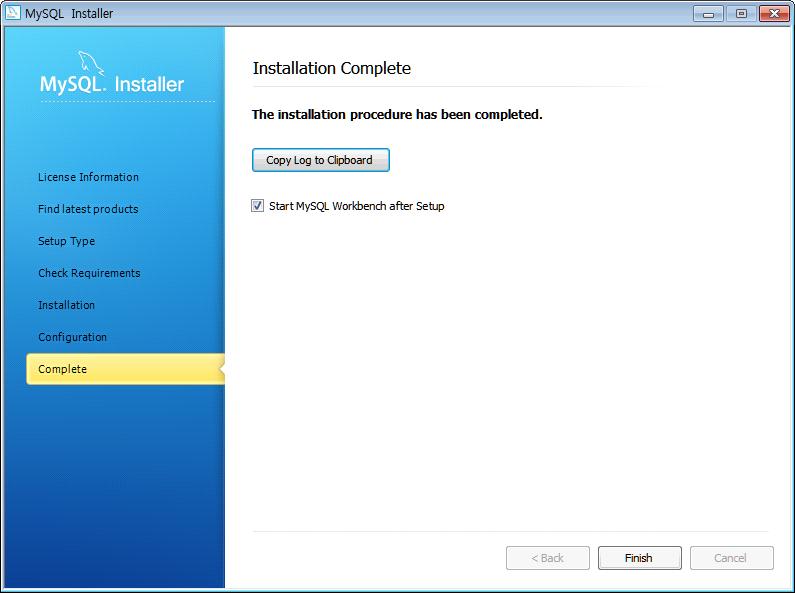 MySQL Installer
MySQL. Installer
License Information
Find latest products
Setup Type
Check Requirements
Installation
Configuration
Complete
Installation Complete
The installation procedure has been completed.
Copy Log to Clipboard
Start MySQL Workbench after Setup
< Back
Finish
Cancel